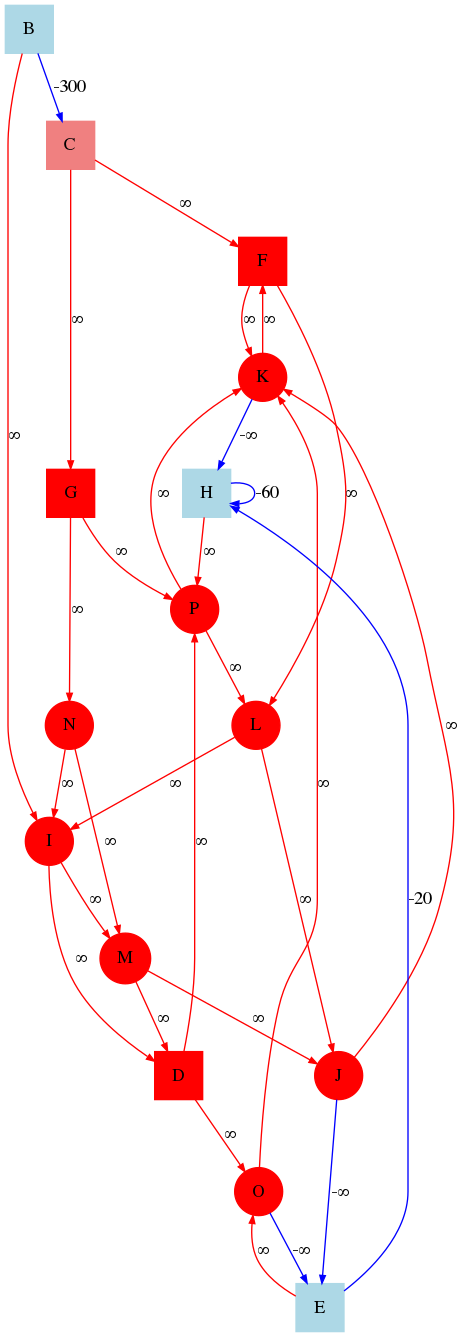 B
-300
C
∞
F
∞
∞ ∞
K
∞ -∞
G H -60 ∞ ∞
∞ ∞
P
∞ ∞
∞
N L ∞
∞ ∞ ∞
I ∞ ∞
∞ ∞ -20
∞ M
∞ ∞
D J
∞
O -∞
∞ -∞
E